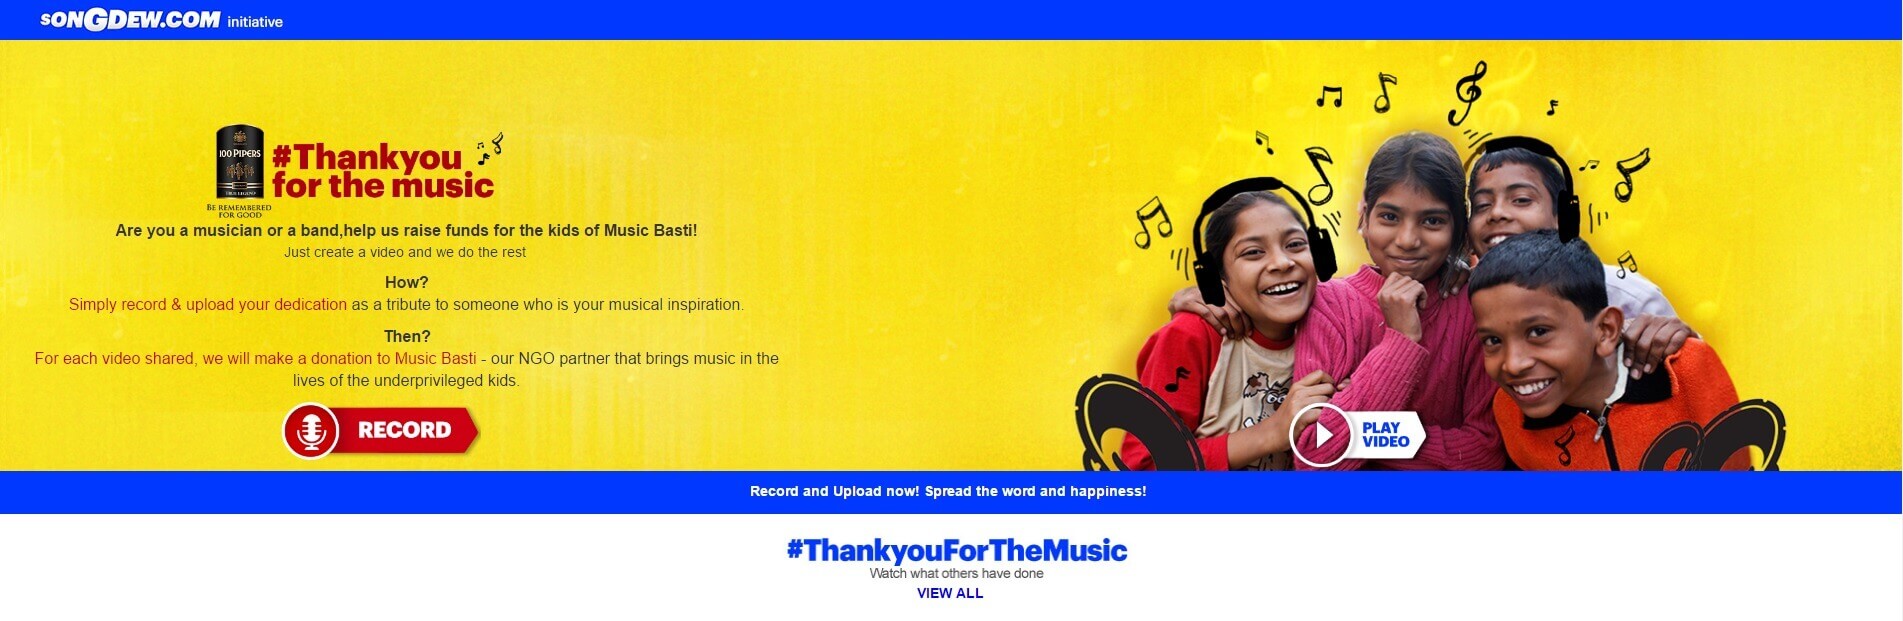 SONGDEW.COM initiative
100 PIPERS
BE REMEMBERED
FOR GOOD
#Thankyou
for the music
Are you a musician or a band,help us raise funds for the kids of Music Basti!
Just create a video and we do the rest
How?
Simply record & upload your dedication as a tribute to someone who is your musical inspiration.
Then?
For each video shared, we will make a donation to Music Basti - our NGO partner that brings music in the
lives of the underprivileged kids.
RECORD
PLAY
VIDEO
Record and Upload now! Spread the word and happiness!
#ThankyouForTheMusic
Watch what others have done
VIEW ALL